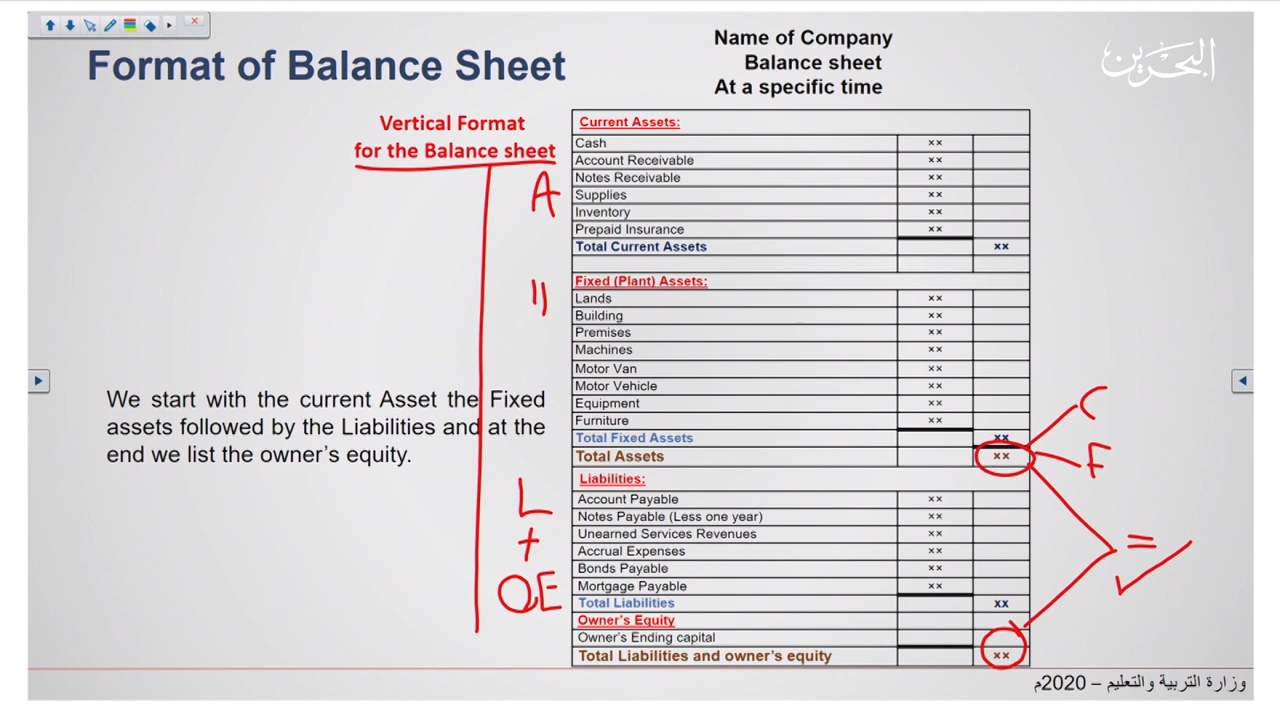 Format of Balance Sheet
Name of Company
Balance sheet
At a specific time
البحرين
Vertical Format
for the Balance sheet
Current Assets:
Cash ××
Account Receivable ××
Notes Receivable ××
Supplies ××
Inventory ××
Prepaid Insurance ××
Total Current Assets ××
Fixed (Plant) Assets:
Lands ××
Building ××
Premises ××
Machines ××
Motor Van ××
Motor Vehicle ××
Equipment ××
Furniture ××
Total Fixed Assets ××
Total Assets ××
Liabilities:
Account Payable ××
Notes Payable (Less one year) ××
Unearned Services Revenues ××
Accrual Expenses ××
Bonds Payable ××
Mortgage Payable ××
Total Liabilities xx
Owner's Equity
Owner's Ending capital
Total Liabilities and owner's equity ××
A
=
L
+
OE
C
F
=
We start with the current Asset the Fixed
assets followed by the Liabilities and at the
end we list the owner's equity.
وزارة التربية والتعليم – 2020م